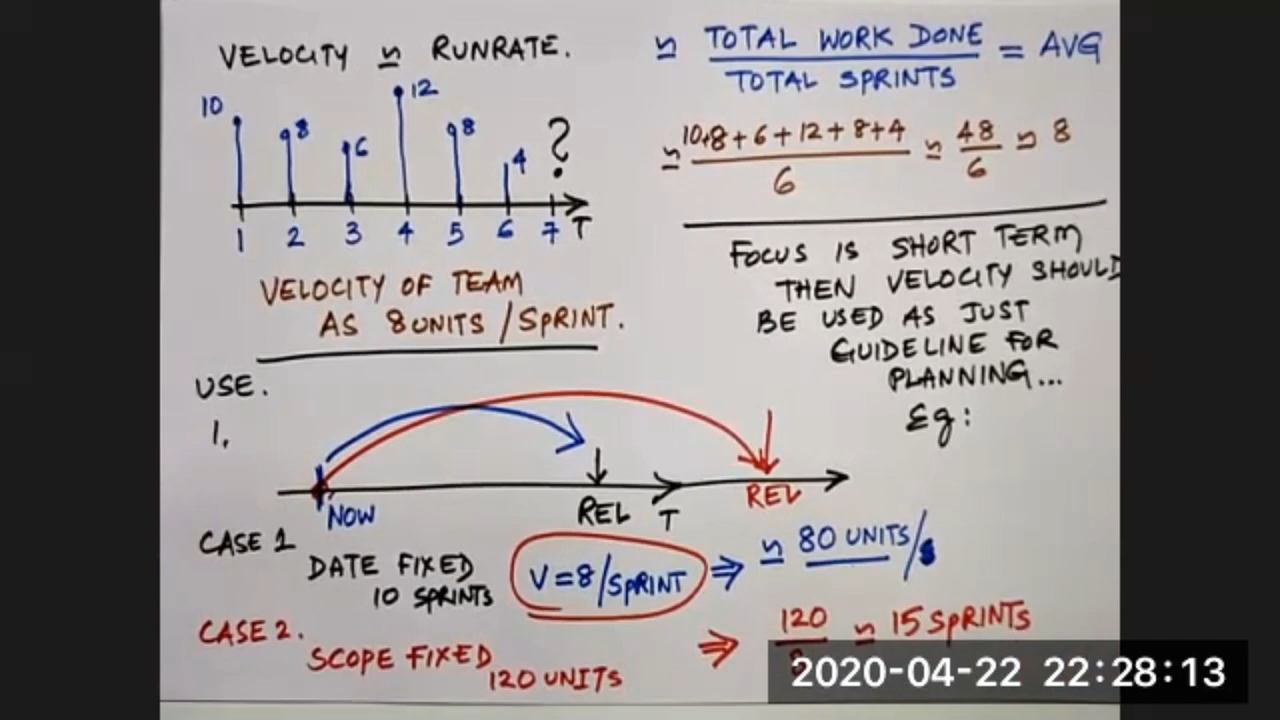 VELOCITY ≃ RUNRATE.
≃ TOTAL WORK DONE = AVG
TOTAL SPRINTS
10 8 6 12 8 4 ?
1 2 3 4 5 6 7 T
≃ 10+8+6+12+8+4 ≃ 48 ≃ 8
6 6
VELOCITY OF TEAM
AS 8 UNITS / SPRINT.
FOCUS IS SHORT TERM
THEN VELOCITY SHOULD
BE USED AS JUST
GUIDELINE FOR
PLANNING...
Eg:
USE.
1.
NOW
REL T
REL
CASE 1
DATE FIXED
10 SPRINTS
V=8/SPRINT ⇒ ≃ 80 UNITS/
CASE 2.
SCOPE FIXED
120 UNITS
⇒ 120 ≃ 15 SPRINTS
2020-04-22 22:28:13